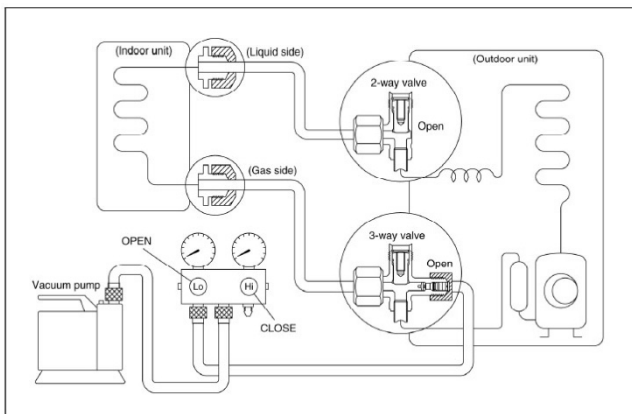 (Indoor unit)
(Liquid side)
(Outdoor unit)
2-way valve
Open
(Gas side)
3-way valve
Open
OPEN
Lo
Hi
CLOSE
Vacuum pump